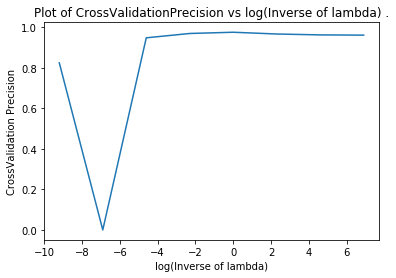 Plot of CrossValidationPrecision vs log(Inverse of lambda) .
1.0
0.8
0.6
0.4
0.2
0.0
CrossValidation Precision
−10 −8 −6 −4 −2 0 2 4 6
log(Inverse of lambda)